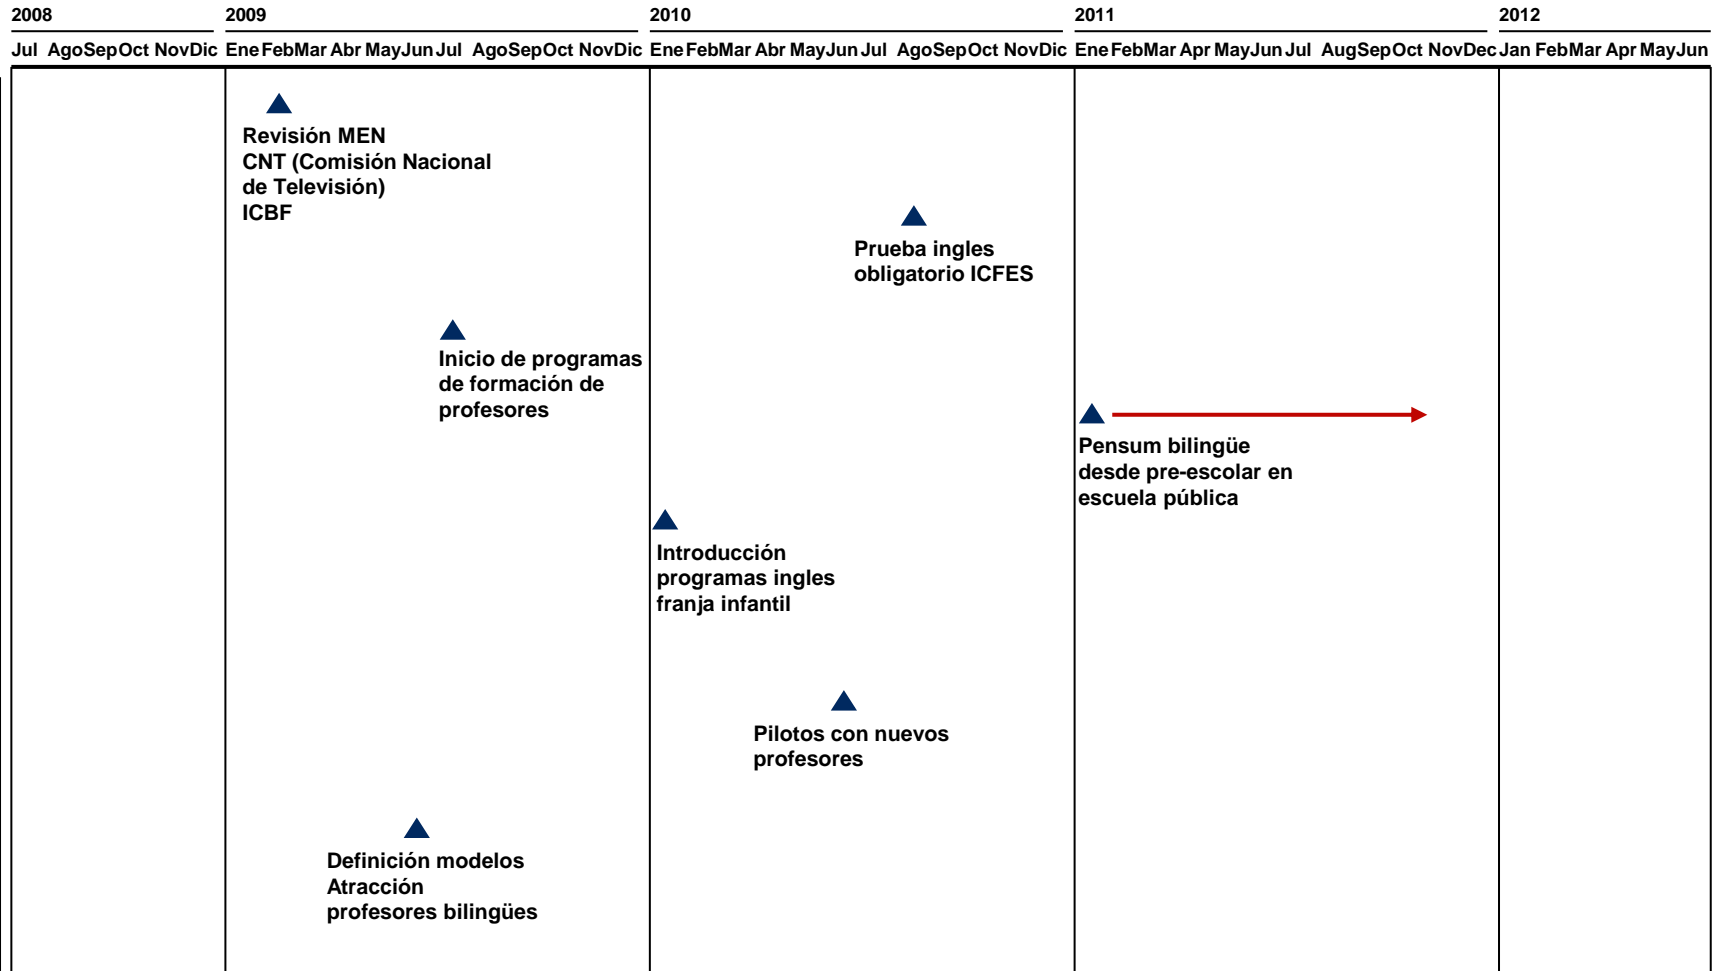 2008 2009 2010 2011 2012
Jul Ago Sep Oct Nov Dic Ene Feb Mar Abr May Jun Jul Ago Sep Oct Nov Dic Ene Feb Mar Abr May Jun Jul Ago Sep Oct Nov Dic Ene Feb Mar Apr May Jun Jul Aug Sep Oct Nov Dec Jan Feb Mar Apr May Jun
Revisión MEN
CNT (Comisión Nacional
de Televisión)
ICBF
Prueba ingles
obligatorio ICFES
Inicio de programas
de formación de
profesores
Pensum bilingüe
desde pre-escolar en
escuela pública
Introducción
programas ingles
franja infantil
Pilotos con nuevos
profesores
Definición modelos
Atracción
profesores bilingües